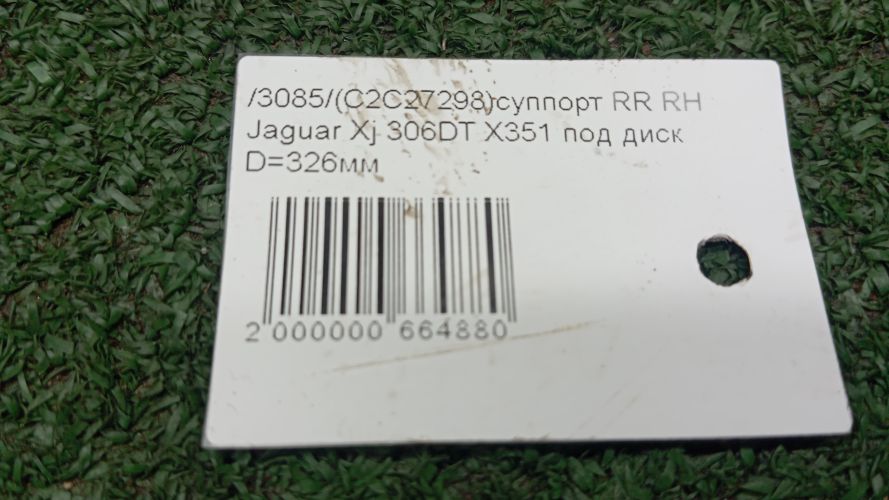 /3085/(C2C27298)суппорт RR RH
Jaguar Xj 306DT X351 под диск
D=326мм
2 000000 664880